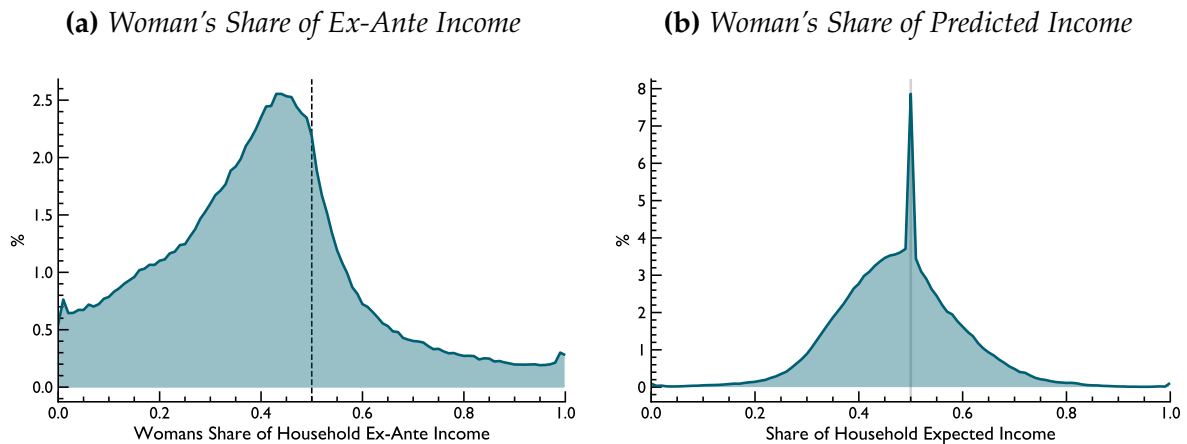 (a) Woman's Share of Ex-Ante Income
2.5
2.0
1.5
1.0
0.5
0.0
%
0.0 0.2 0.4 0.6 0.8 1.0
Womans Share of Household Ex-Ante Income
(b) Woman's Share of Predicted Income
8
7
6
5
4
3
2
1
0
%
0.0 0.2 0.4 0.6 0.8 1.0
Share of Household Expected Income